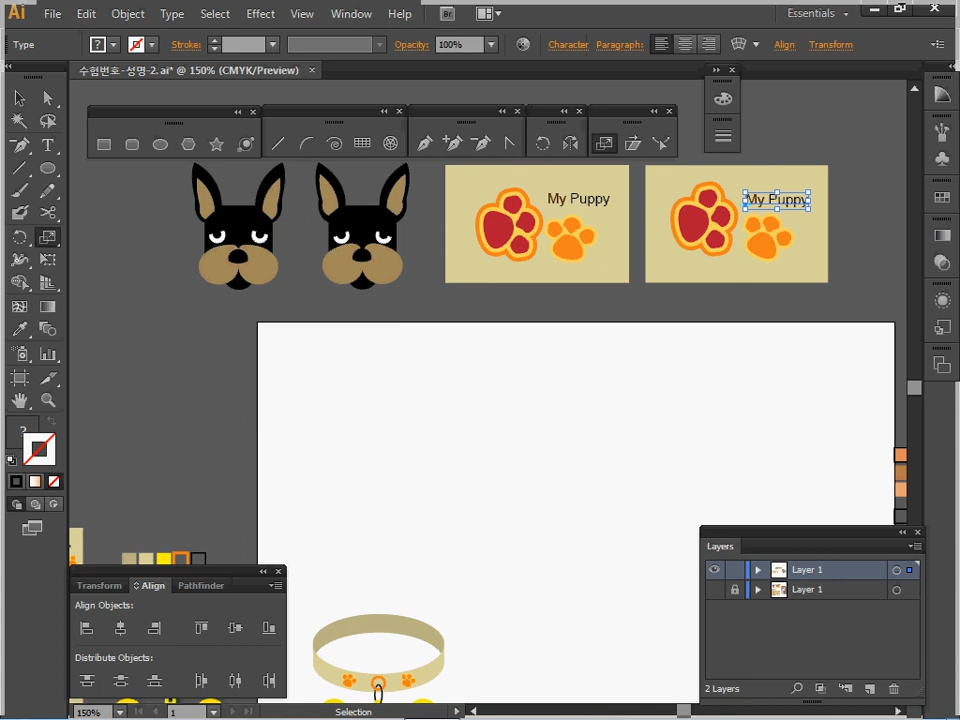 Ai File Edit Object Type Select Effect View Window Help Br Essentials
Type ? Stroke: Opacity: 100% Character Paragraph: Align Transform
수험번호-성명-2.ai* @ 150% (CMYK/Preview)
My Puppy
My Puppy
?
Layers
Layer 1
Layer 1
2 Layers
Transform Align Pathfinder
Align Objects:
Distribute Objects:
150% 1 Selection